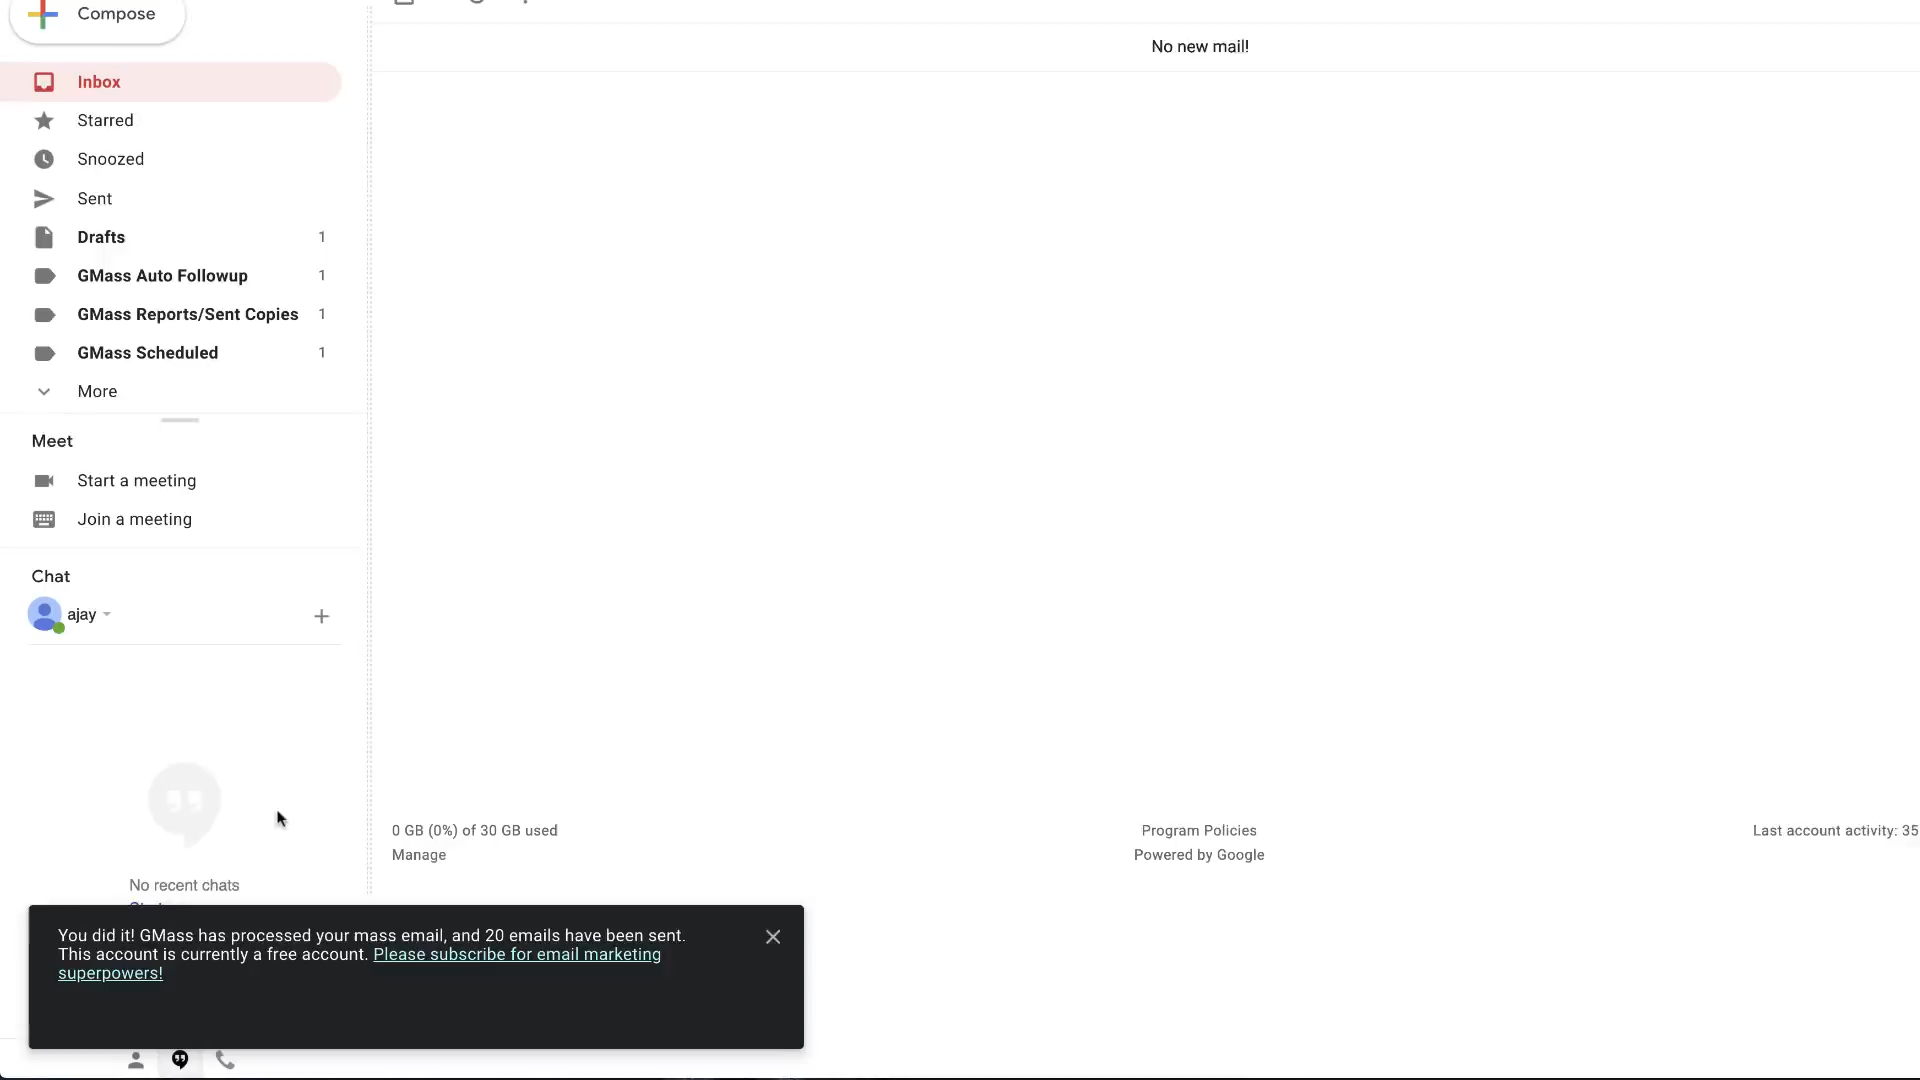 Compose
No new mail!
Inbox
Starred
Snoozed
Sent
Drafts 1
GMass Auto Followup 1
GMass Reports/Sent Copies 1
GMass Scheduled 1
More
Meet
Start a meeting
Join a meeting
Chat
ajay
No recent chats
0 GB (0%) of 30 GB used
Manage
Program Policies
Powered by Google
Last account activity: 35
You did it! GMass has processed your mass email, and 20 emails have been sent.
This account is currently a free account. Please subscribe for email marketing
superpowers!